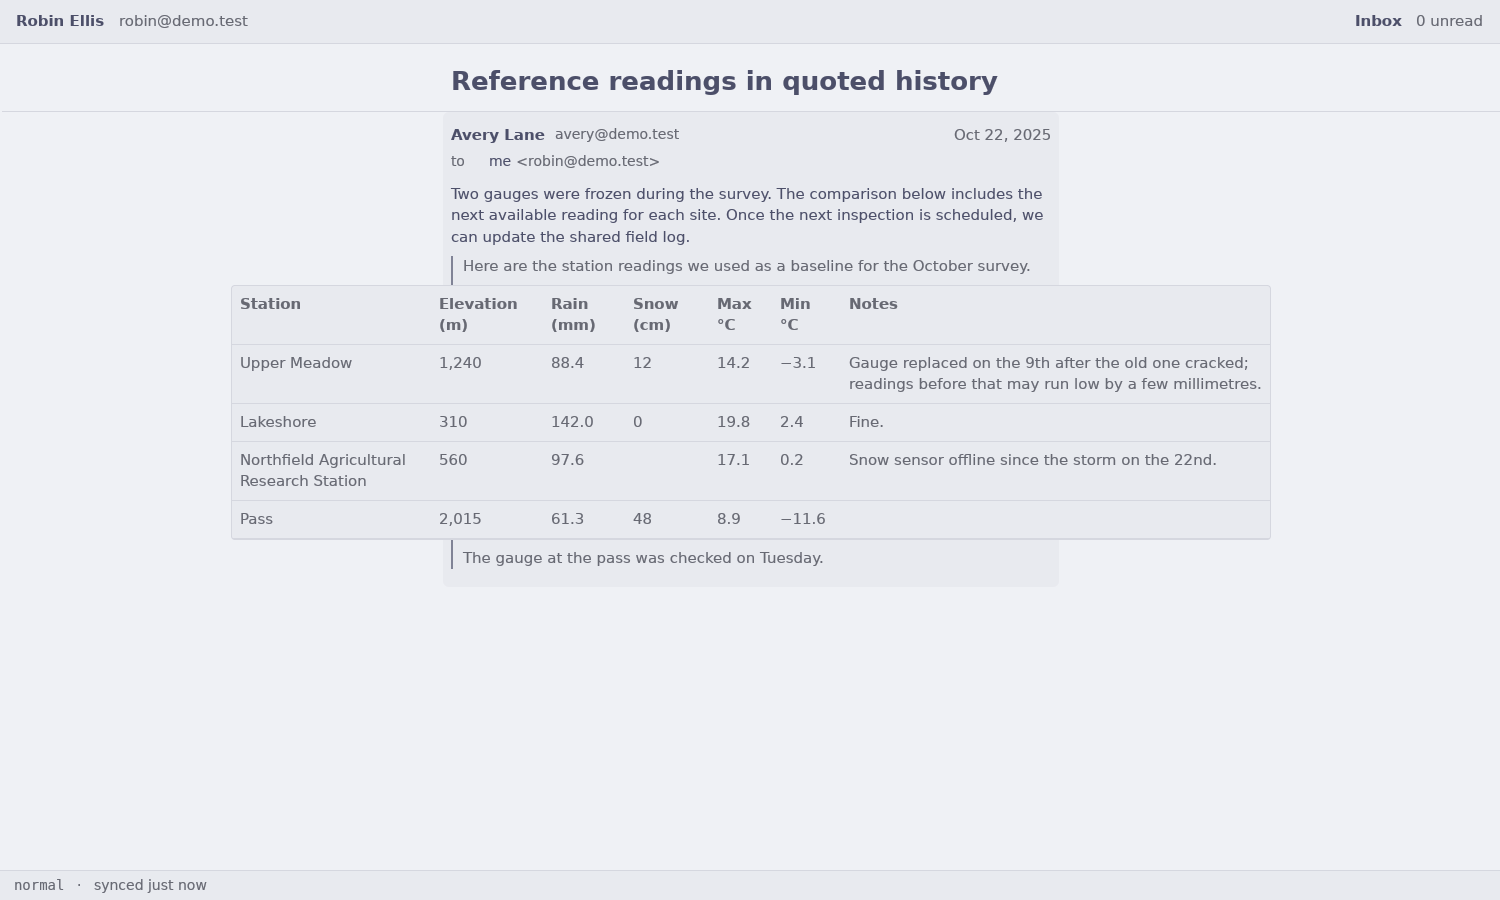 Robin Ellis robin@demo.test Inbox 0 unread
Reference readings in quoted history
Avery Lane avery@demo.test Oct 22, 2025
to me <robin@demo.test>
Two gauges were frozen during the survey. The comparison below includes the
next available reading for each site. Once the next inspection is scheduled, we
can update the shared field log.
Here are the station readings we used as a baseline for the October survey.
Station Elevation (m) Rain (mm) Snow (cm) Max °C Min °C Notes
Upper Meadow 1,240 88.4 12 14.2 −3.1 Gauge replaced on the 9th after the old one cracked;
readings before that may run low by a few millimetres.
Lakeshore 310 142.0 0 19.8 2.4 Fine.
Northfield Agricultural 560 97.6 17.1 0.2 Snow sensor offline since the storm on the 22nd.
Research Station
Pass 2,015 61.3 48 8.9 −11.6
The gauge at the pass was checked on Tuesday.
normal · synced just now